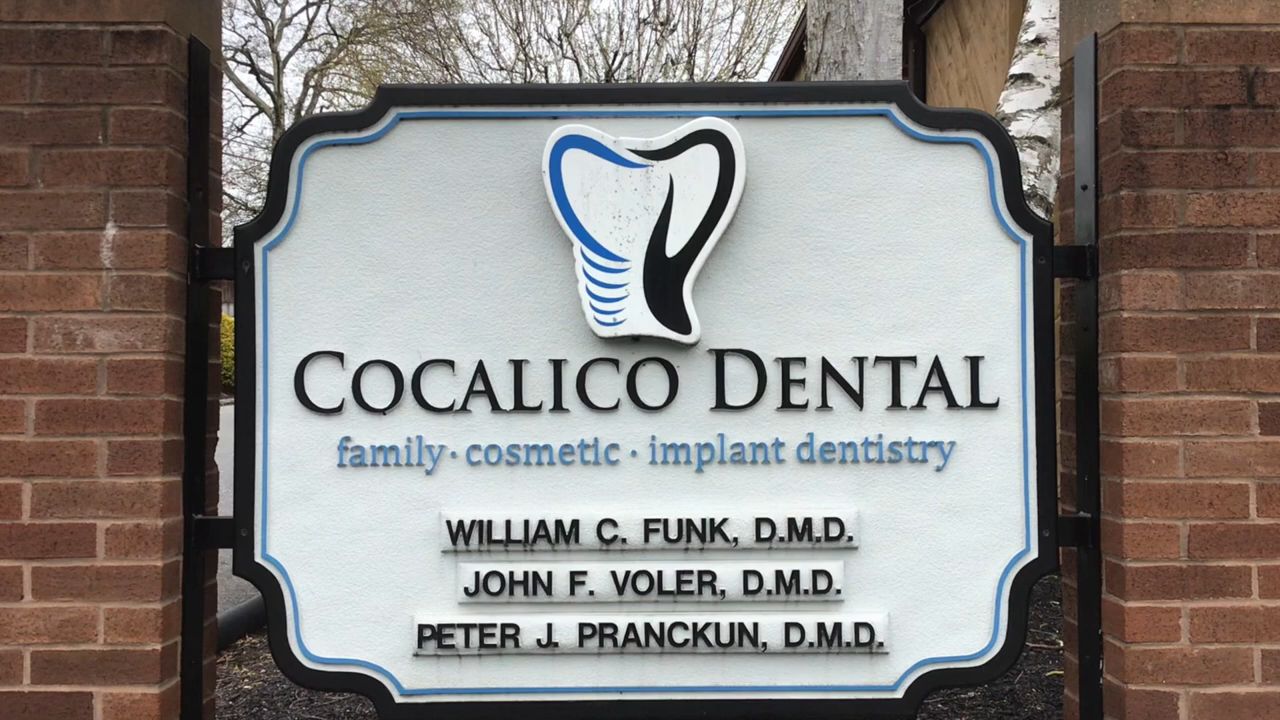 COCALICO DENTAL
family · cosmetic · implant dentistry
WILLIAM C. FUNK, D.M.D.
JOHN F. VOLER, D.M.D.
PETER J. PRANCKUN, D.M.D.